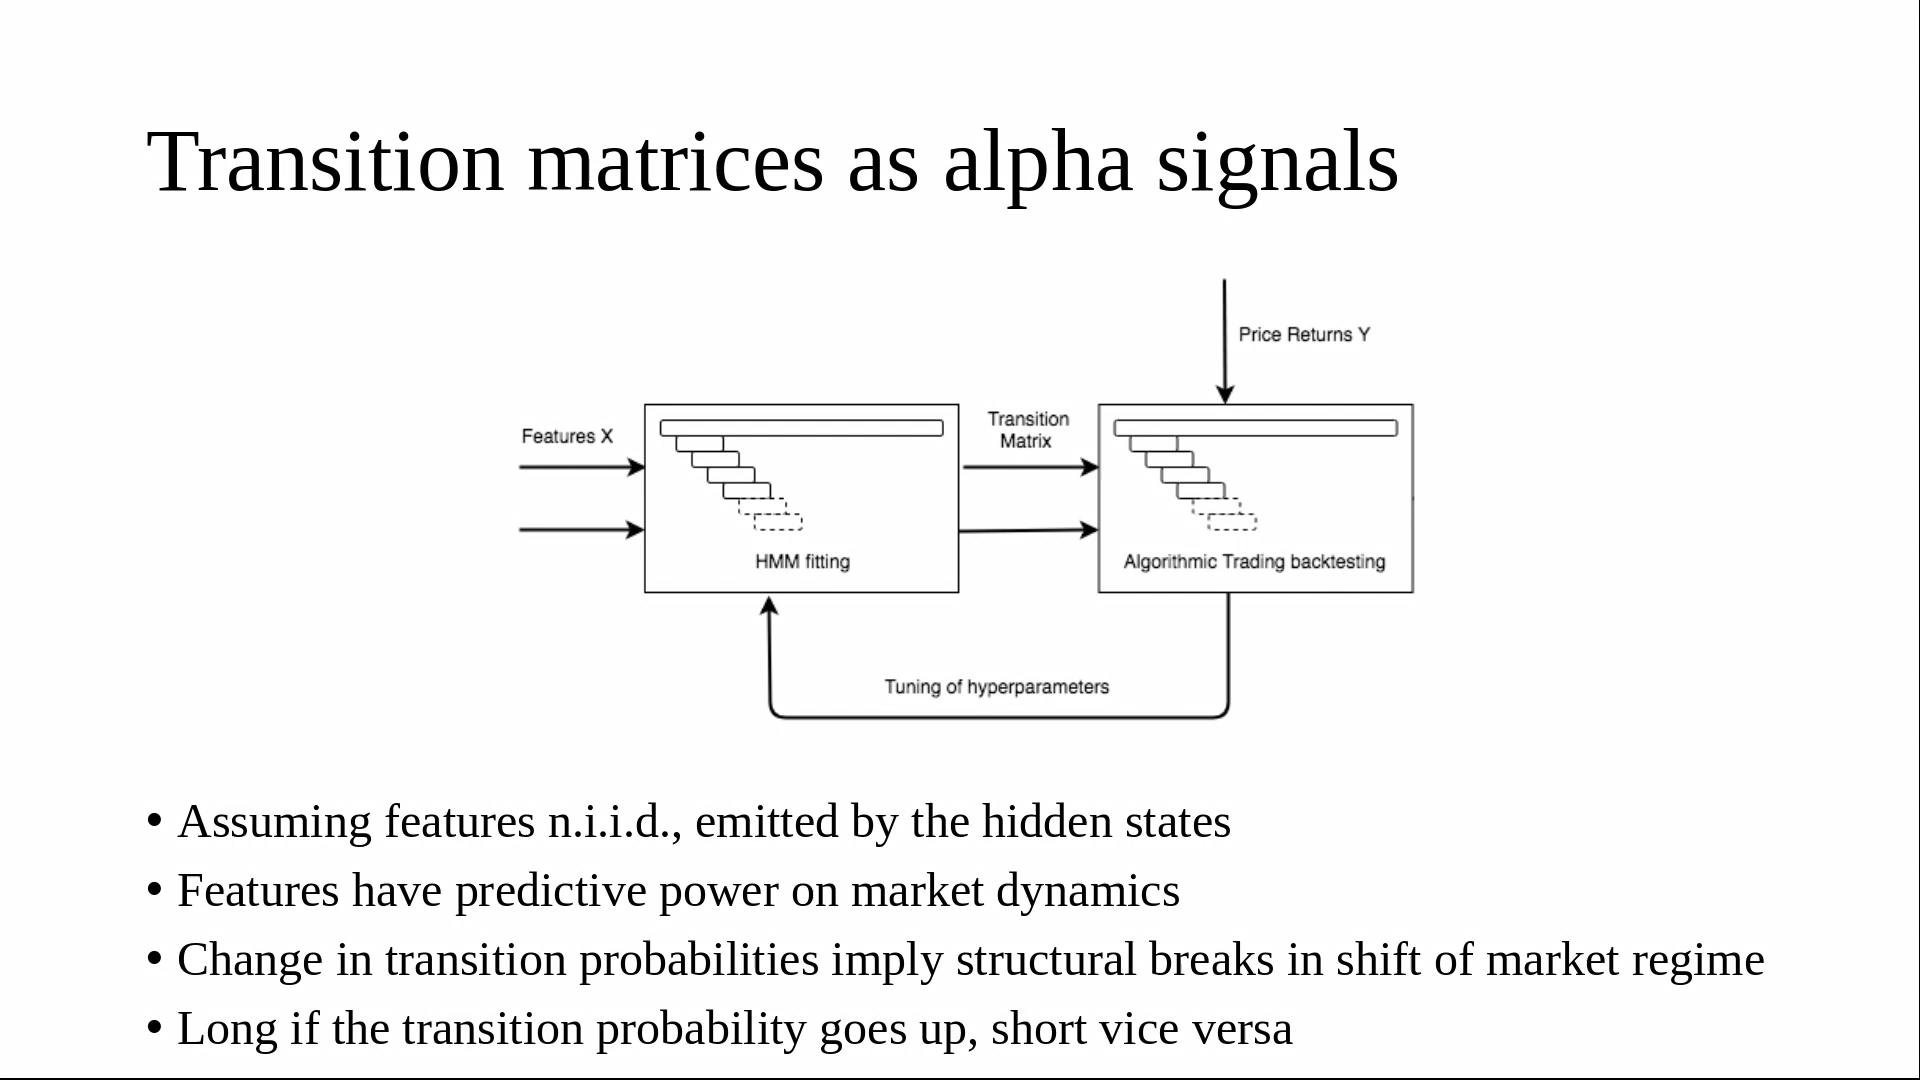 Transition matrices as alpha signals
Price Returns Y
Features X
Transition
Matrix
HMM fitting
Algorithmic Trading backtesting
Tuning of hyperparameters
• Assuming features n.i.i.d., emitted by the hidden states
• Features have predictive power on market dynamics
• Change in transition probabilities imply structural breaks in shift of market regime
• Long if the transition probability goes up, short vice versa